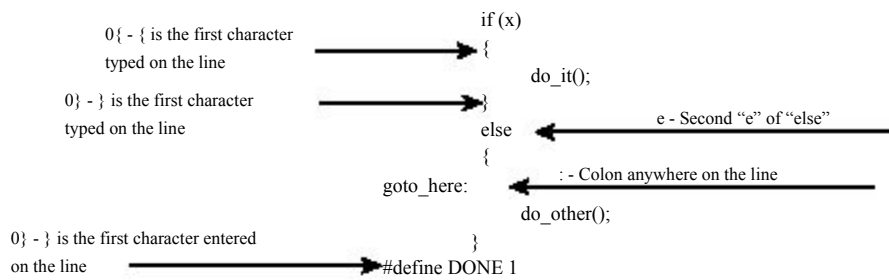 if (x)
0{ - { is the first character
typed on the line
{
do_it();
0} - } is the first character
typed on the line
}
else
e - Second “e” of “else”
{
goto_here:
: - Colon anywhere on the line
do_other();
}
0} - } is the first character entered
on the line
#define DONE 1